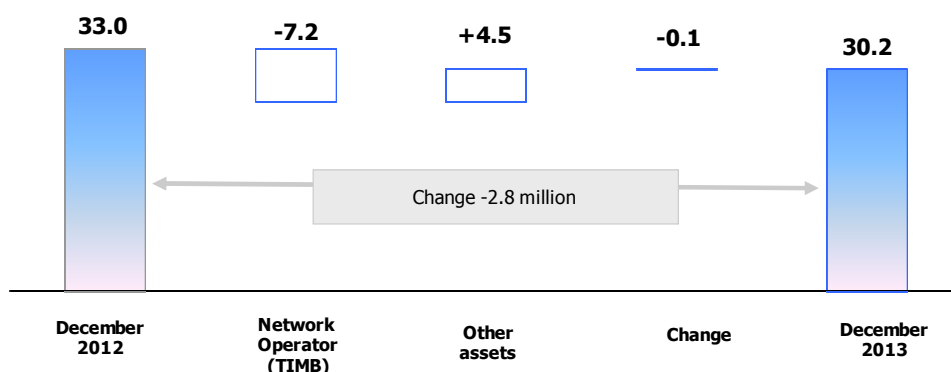 33.0
-7.2
+4.5
-0.1
30.2
Change -2.8 million
December
2012
Network
Operator
(TIMB)
Other
assets
Change
December
2013